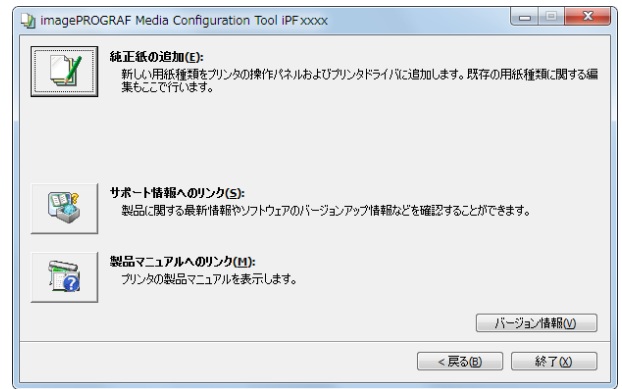 imagePROGRAF Media Configuration Tool iPFxxxx
純正紙の追加(E):
新しい用紙種類をプリンタの操作パネルおよびプリンタドライバに追加します。既存の用紙種類に関する編
集もここで行います。
サポート情報へのリンク(S):
製品に関する最新情報やソフトウェアのバージョンアップ情報などを確認することができます。
製品マニュアルへのリンク(M):
プリンタの製品マニュアルを表示します。
バージョン情報(V)
< 戻る(B)
終了(X)